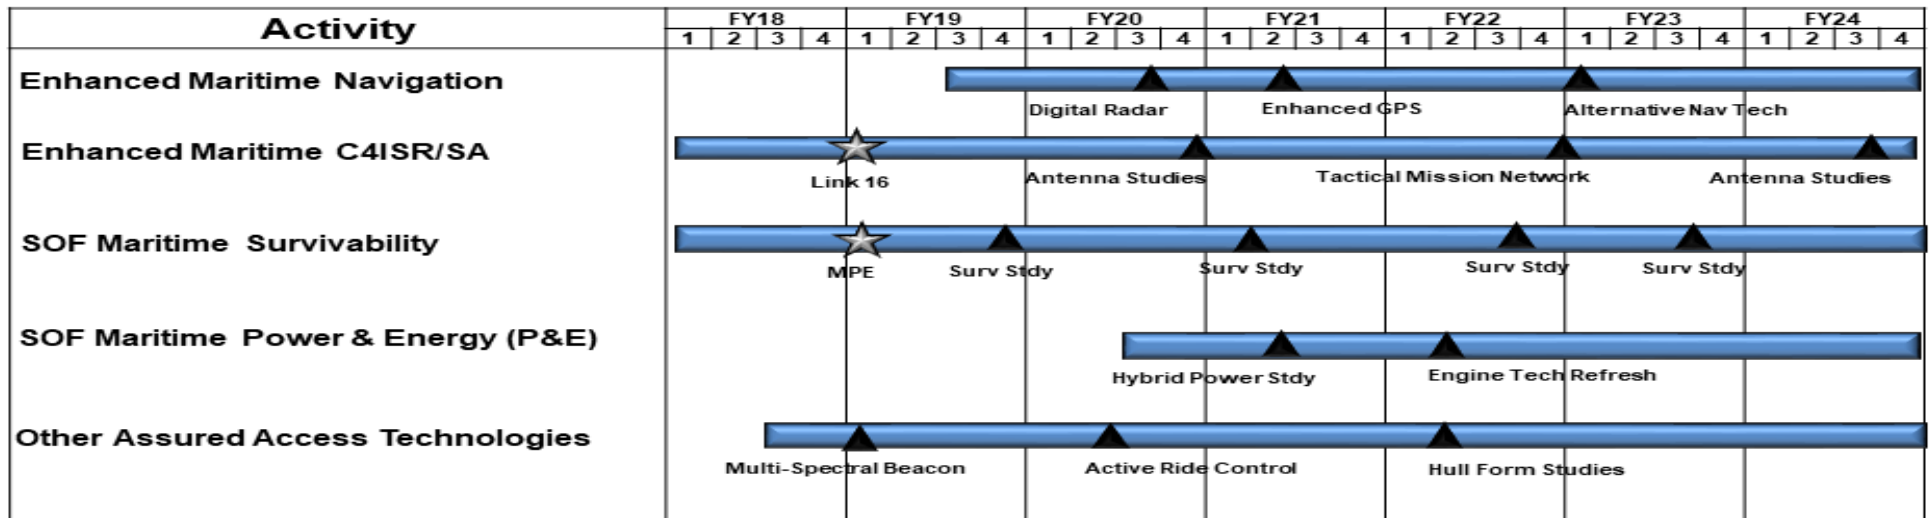 Activity FY18 FY19 FY20 FY21 FY22 FY23 FY24
1 2 3 4 1 2 3 4 1 2 3 4 1 2 3 4 1 2 3 4 1 2 3 4 1 2 3 4
Enhanced Maritime Navigation
Digital Radar Enhanced GPS Alternative Nav Tech
Enhanced Maritime C4ISR/SA
Link 16 Antenna Studies Tactical Mission Network Antenna Studies
SOF Maritime Survivability
MPE Surv Stdy Surv Stdy Surv Stdy Surv Stdy
SOF Maritime Power & Energy (P&E)
Hybrid Power Stdy Engine Tech Refresh
Other Assured Access Technologies
Multi-Spectral Beacon Active Ride Control Hull Form Studies